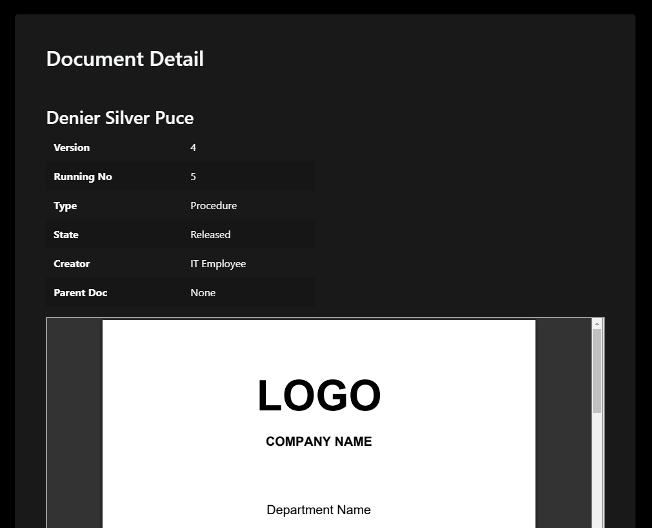 Document Detail
Denier Silver Puce
Version 4
Running No 5
Type Procedure
State Released
Creator IT Employee
Parent Doc None
LOGO
COMPANY NAME
Department Name